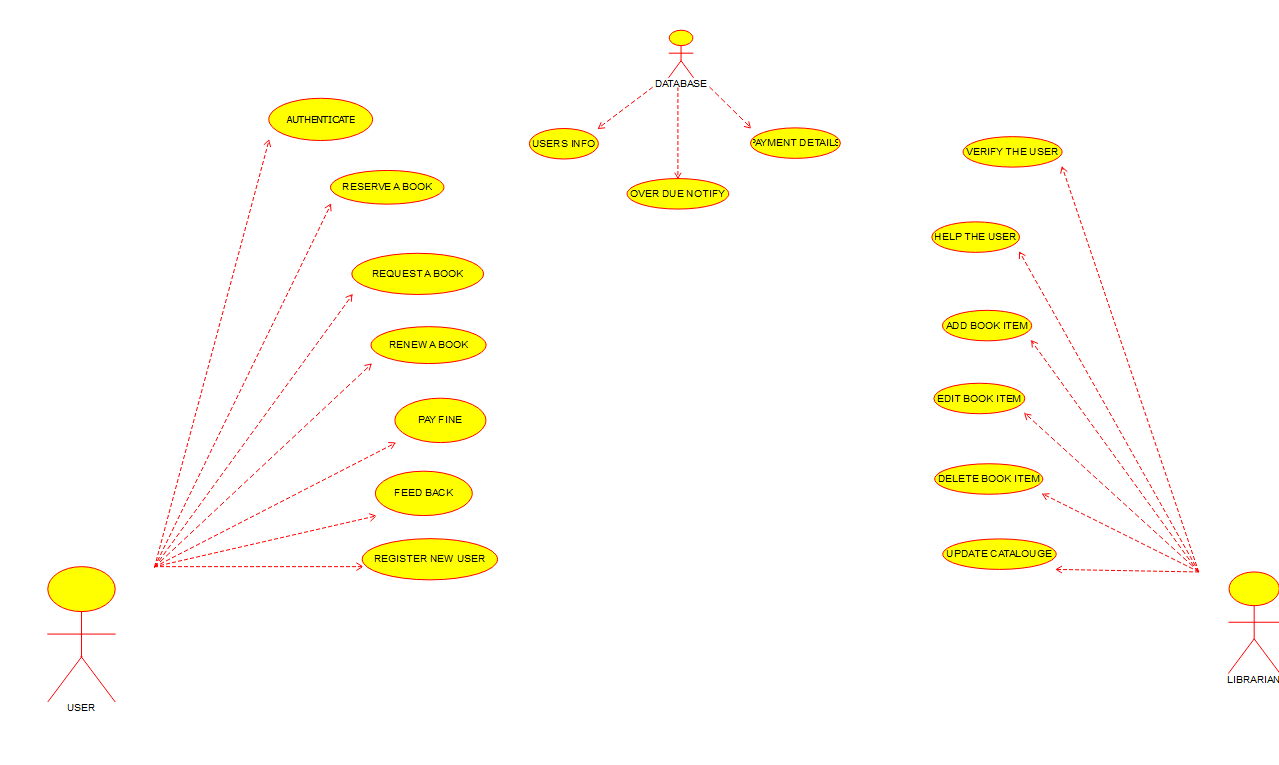 DATABASE
AUTHENTICATE
USERS INFO
PAYMENT DETAILS
VERIFY THE USER
RESERVE A BOOK
OVER DUE NOTIFY
HELP THE USER
REQUEST A BOOK
ADD BOOK ITEM
RENEW A BOOK
EDIT BOOK ITEM
PAY FINE
DELETE BOOK ITEM
FEED BACK
UPDATE CATALOUGE
REGISTER NEW USER
LIBRARIAN
USER